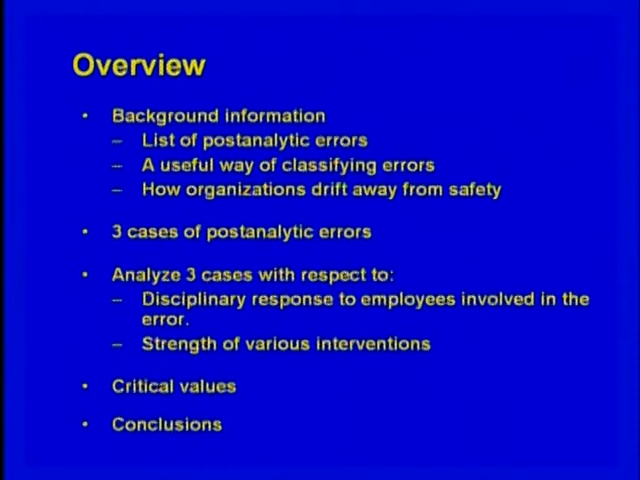 Overview
• Background information
– List of postanalytic errors
– A useful way of classifying errors
– How organizations drift away from safety
• 3 cases of postanalytic errors
• Analyze 3 cases with respect to:
– Disciplinary response to employees involved in the
error.
– Strength of various interventions
• Critical values
• Conclusions